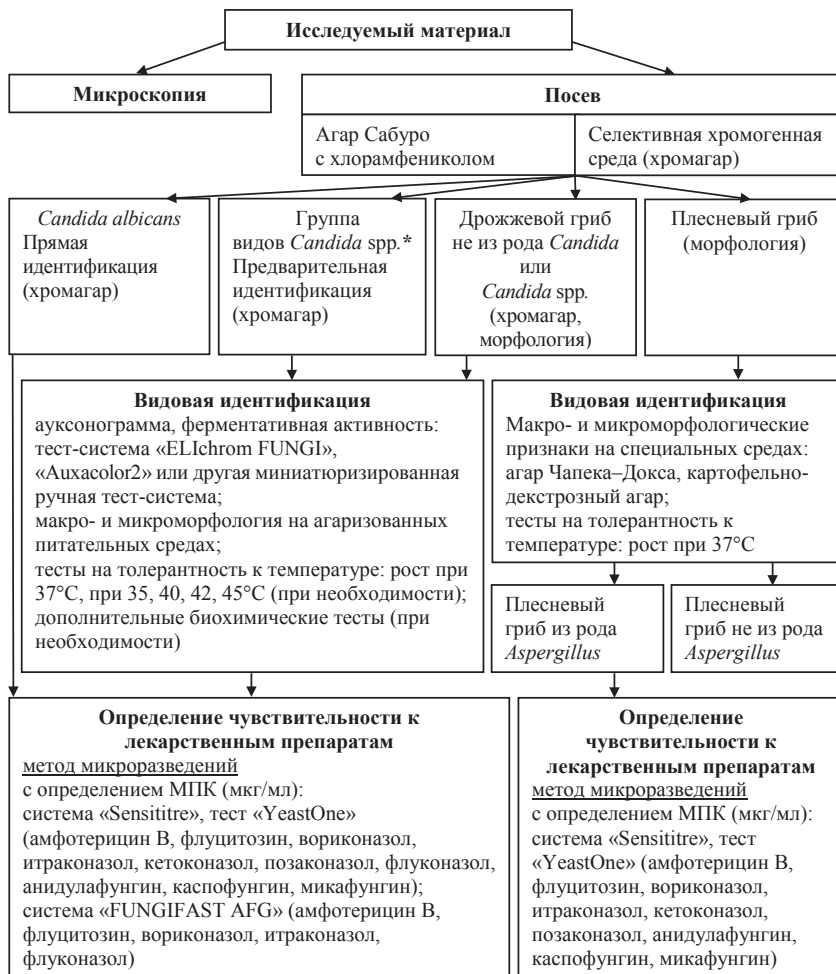 Исследуемый материал
Микроскопия
Посев
Агар Сабуро
с хлорамфениколом
Селективная хромогенная
среда (хромагар)
Candida albicans
Прямая
идентификация
(хромагар)
Группа
видов Candida spp.*
Предварительная
идентификация
(хромагар)
Дрожжевой гриб
не из рода Candida
или
Candida spp.
(хромагар,
морфология)
Плесневый гриб
(морфология)
Видовая идентификация
ауксонограмма, ферментативная активность:
тест-система «ELIchrom FUNGI»,
«Auxacolor2» или другая миниатюризированная
ручная тест-система;
макро- и микроморфология на агаризованных
питательных средах;
тесты на толерантность к температуре: рост при
37°С, при 35, 40, 42, 45°С (при необходимости);
дополнительные биохимические тесты (при
необходимости)
Видовая идентификация
Макро- и микроморфологические
признаки на специальных средах:
агар Чапека–Докса, картофельно-
декстрозный агар;
тесты на толерантность к
температуре: рост при 37°С
Плесневый
гриб из рода
Aspergillus
Плесневый
гриб не из рода
Aspergillus
Определение чувствительности к
лекарственным препаратам
метод микроразведений
с определением МПК (мкг/мл):
система «Sensititre», тест «YeastOne»
(амфотерицин В, флуцитозин, вориконазол,
итраконазол, кетоконазол, позаконазол, флуконазол,
анидулафунгин, каспофунгин, микафунгин);
система «FUNGIFAST AFG» (амфотерицин В,
флуцитозин, вориконазол, итраконазол,
флуконазол)
Определение
чувствительности к
лекарственным препаратам
метод микроразведений
с определением МПК (мкг/мл):
система «Sensititre», тест
«YeastOne» (амфотерицин В,
флуцитозин, вориконазол,
итраконазол, кетоконазол,
позаконазол, анидулафунгин,
каспофунгин, микафунгин)